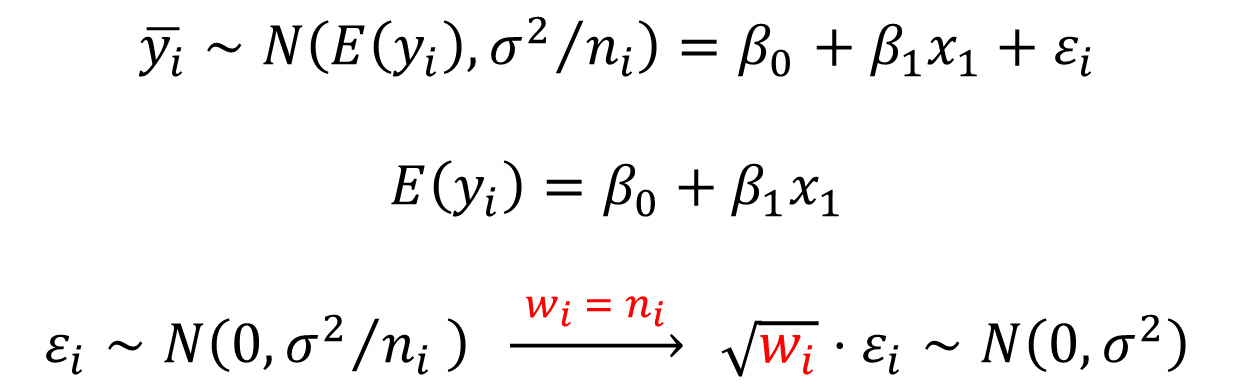 y̅ᵢ ~ N(E(yᵢ), σ²/nᵢ) = β₀ + β₁x₁ + εᵢ
E(yᵢ) = β₀ + β₁x₁
wᵢ = nᵢ
εᵢ ~ N(0, σ²/nᵢ ) ⟶ √wᵢ · εᵢ ~ N(0, σ²)